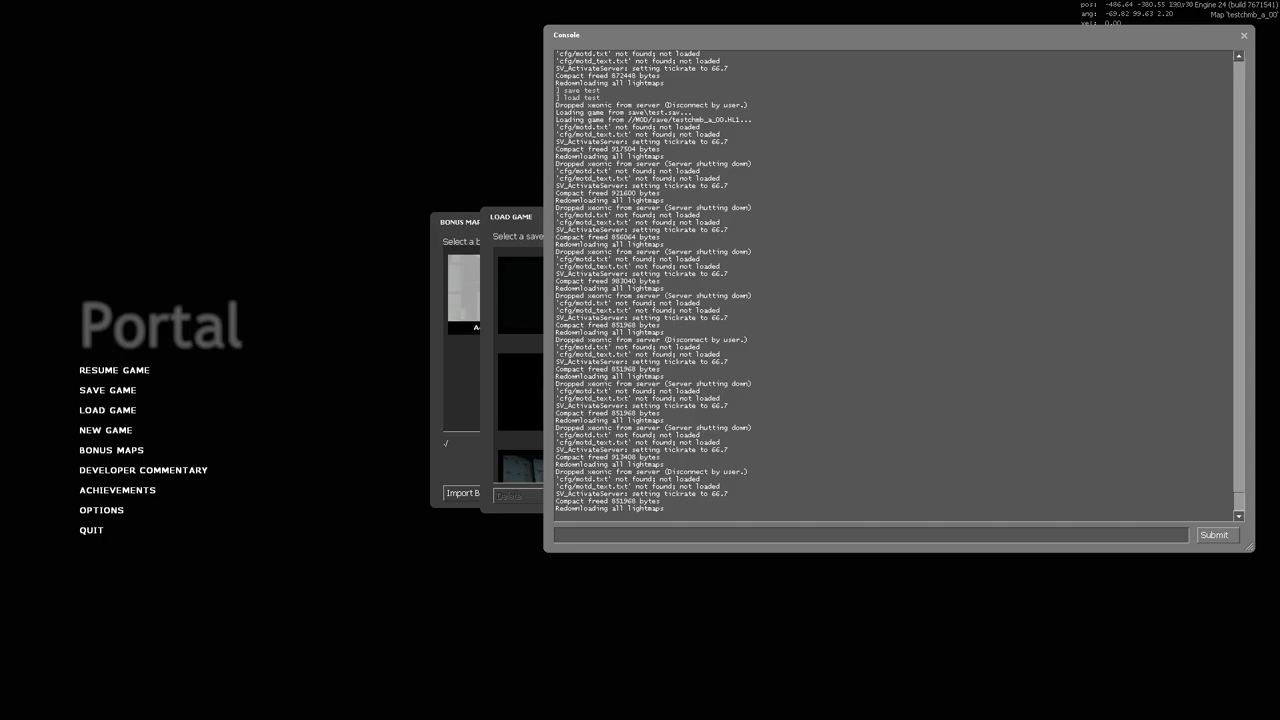 pos: -486.64 -380.55 190.r30 Engine 24 (build 7671541)
ang: -69.82 99.63 2.20 Map 'testchmb_a_00'
vel: 0.00
Console
'cfg/motd.txt' not found; not loaded
'cfg/motd_text.txt' not found; not loaded
SV_ActivateServer: setting tickrate to 66.7
Compact freed 872448 bytes
Redownloading all lightmaps
] save test
] load test
Dropped xeonic from server (Disconnect by user.)
Loading game from save\test.sav...
Loading game from //MOD/save/testchmb_a_00.HL1...
'cfg/motd.txt' not found; not loaded
'cfg/motd_text.txt' not found; not loaded
SV_ActivateServer: setting tickrate to 66.7
Compact freed 917504 bytes
Redownloading all lightmaps
Dropped xeonic from server (Server shutting down)
'cfg/motd.txt' not found; not loaded
'cfg/motd_text.txt' not found; not loaded
SV_ActivateServer: setting tickrate to 66.7
Compact freed 921600 bytes
Redownloading all lightmaps
Dropped xeonic from server (Server shutting down)
'cfg/motd.txt' not found; not loaded
'cfg/motd_text.txt' not found; not loaded
SV_ActivateServer: setting tickrate to 66.7
Compact freed 856064 bytes
Redownloading all lightmaps
Dropped xeonic from server (Server shutting down)
'cfg/motd.txt' not found; not loaded
'cfg/motd_text.txt' not found; not loaded
SV_ActivateServer: setting tickrate to 66.7
Compact freed 983040 bytes
Redownloading all lightmaps
Dropped xeonic from server (Server shutting down)
'cfg/motd.txt' not found; not loaded
'cfg/motd_text.txt' not found; not loaded
SV_ActivateServer: setting tickrate to 66.7
Compact freed 851968 bytes
Redownloading all lightmaps
Dropped xeonic from server (Disconnect by user.)
'cfg/motd.txt' not found; not loaded
'cfg/motd_text.txt' not found; not loaded
SV_ActivateServer: setting tickrate to 66.7
Compact freed 851968 bytes
Redownloading all lightmaps
Dropped xeonic from server (Server shutting down)
'cfg/motd.txt' not found; not loaded
'cfg/motd_text.txt' not found; not loaded
SV_ActivateServer: setting tickrate to 66.7
Compact freed 851968 bytes
Redownloading all lightmaps
Dropped xeonic from server (Server shutting down)
'cfg/motd.txt' not found; not loaded
'cfg/motd_text.txt' not found; not loaded
SV_ActivateServer: setting tickrate to 66.7
Compact freed 913408 bytes
Redownloading all lightmaps
Dropped xeonic from server (Disconnect by user.)
'cfg/motd.txt' not found; not loaded
'cfg/motd_text.txt' not found; not loaded
SV_ActivateServer: setting tickrate to 66.7
Compact freed 851968 bytes
Redownloading all lightmaps
Submit
BONUS MAP
Select a b
A
./
Import B
LOAD GAME
Select a save
Delete
Portal
RESUME GAME
SAVE GAME
LOAD GAME
NEW GAME
BONUS MAPS
DEVELOPER COMMENTARY
ACHIEVEMENTS
OPTIONS
QUIT